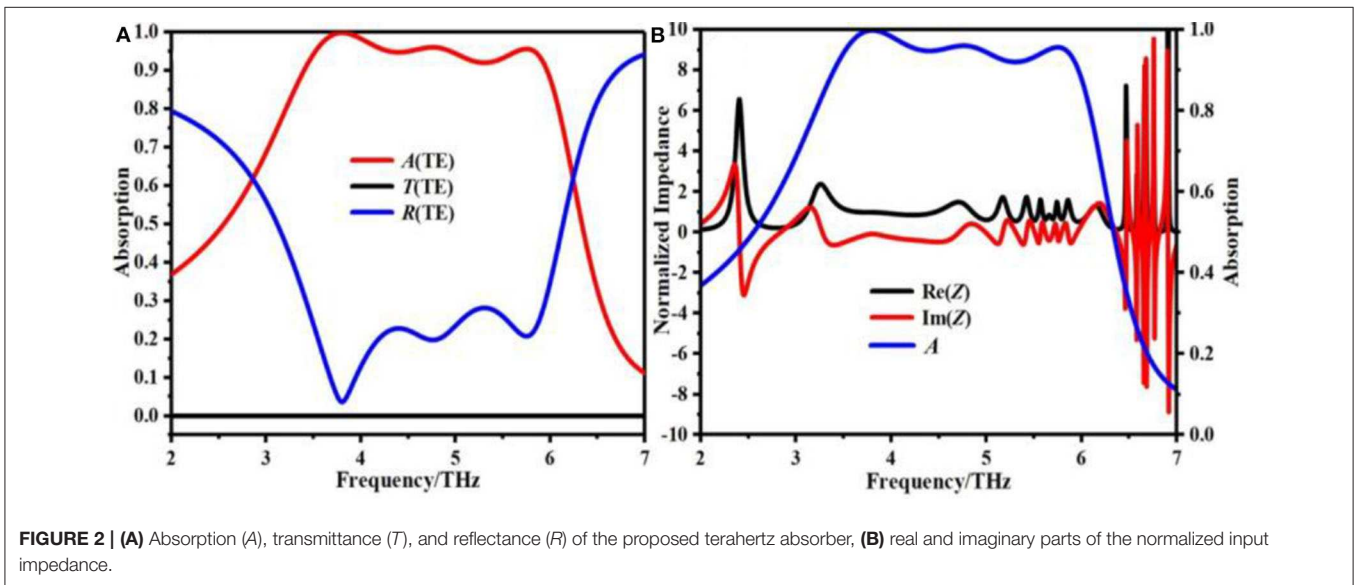 A
1.0
0.9
0.8
0.7
0.6
0.5
0.4
0.3
0.2
0.1
0.0
Absorption
A(TE)
T(TE)
R(TE)
2 3 4 5 6 7
Frequency/THz
B
10
8
6
4
2
0
-2
-4
-6
-8
-10
Normalized Impedance
Re(Z)
Im(Z)
A
1.0
0.8
0.6
0.4
0.2
0.0
Absorption
2 3 4 5 6 7
Frequency/THz
FIGURE 2 | (A) Absorption (A), transmittance (T), and reflectance (R) of the proposed terahertz absorber, (B) real and imaginary parts of the normalized input
impedance.